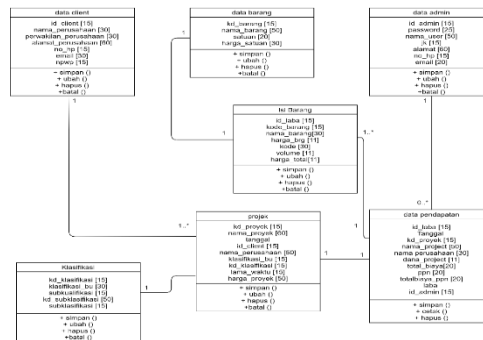 data client
id_client [15]
nama_perusahaan [30]
perwakilan_perusahaan [30]
alamat_perusahaan [60]
no_hp [15]
email [30]
npwp [15]
+ simpan ()
+ ubah ()
+ hapus ()
+batal ()
data barang
kd_barang [15]
nama_barang [50]
satuan [20]
harga_satuan [30]
+ simpan ()
+ ubah ()
+ hapus ()
+batal ()
data admin
id_admin [15]
password [25]
nama_user [50]
jk [15]
alamat [60]
no_hp [15]
email [20]
+ simpan ()
+ ubah ()
+ hapus ()
+batal ()
1
1
1
Isi Barang
id_laba [15]
kode_barang [15]
nama_barang[30]
harga_brg [11]
kode [30]
volume [11]
harga_total[11]
+ simpan ()
+ ubah ()
+ hapus ()
+batal ()
1
1..*
1..*
0..*
projek
kd_proyek [15]
nama_proyek [60]
tanggal
id_client [15]
nama_perusahaan [60]
klasifikasi_bu [15]
kd_klasifikasi [15]
lama_waktu [15]
harga_proyek [50]
+ simpan ()
+ ubah ()
+ hapus ()
+batal ()
1
1
1
data pendapatan
id_laba [15]
Tanggal
kd_proyek [15]
nama_project [50]
nama perusahaan [30]
dana_project [11]
total_biaya[20]
ppn [20]
totalbiaya_ppn [20]
laba
id_admin [15]
+ simpan ()
+ cetak ()
+ hapus ()
+batal ()
Klasifikasi
kd_klasifikasi [15]
klasifikasi_bu [30]
subkualifikasi [15]
kd_subklasifikasi [50]
subklasifikasi [15]
+ simpan ()
+ ubah ()
+ hapus ()
+batal ()
1
1